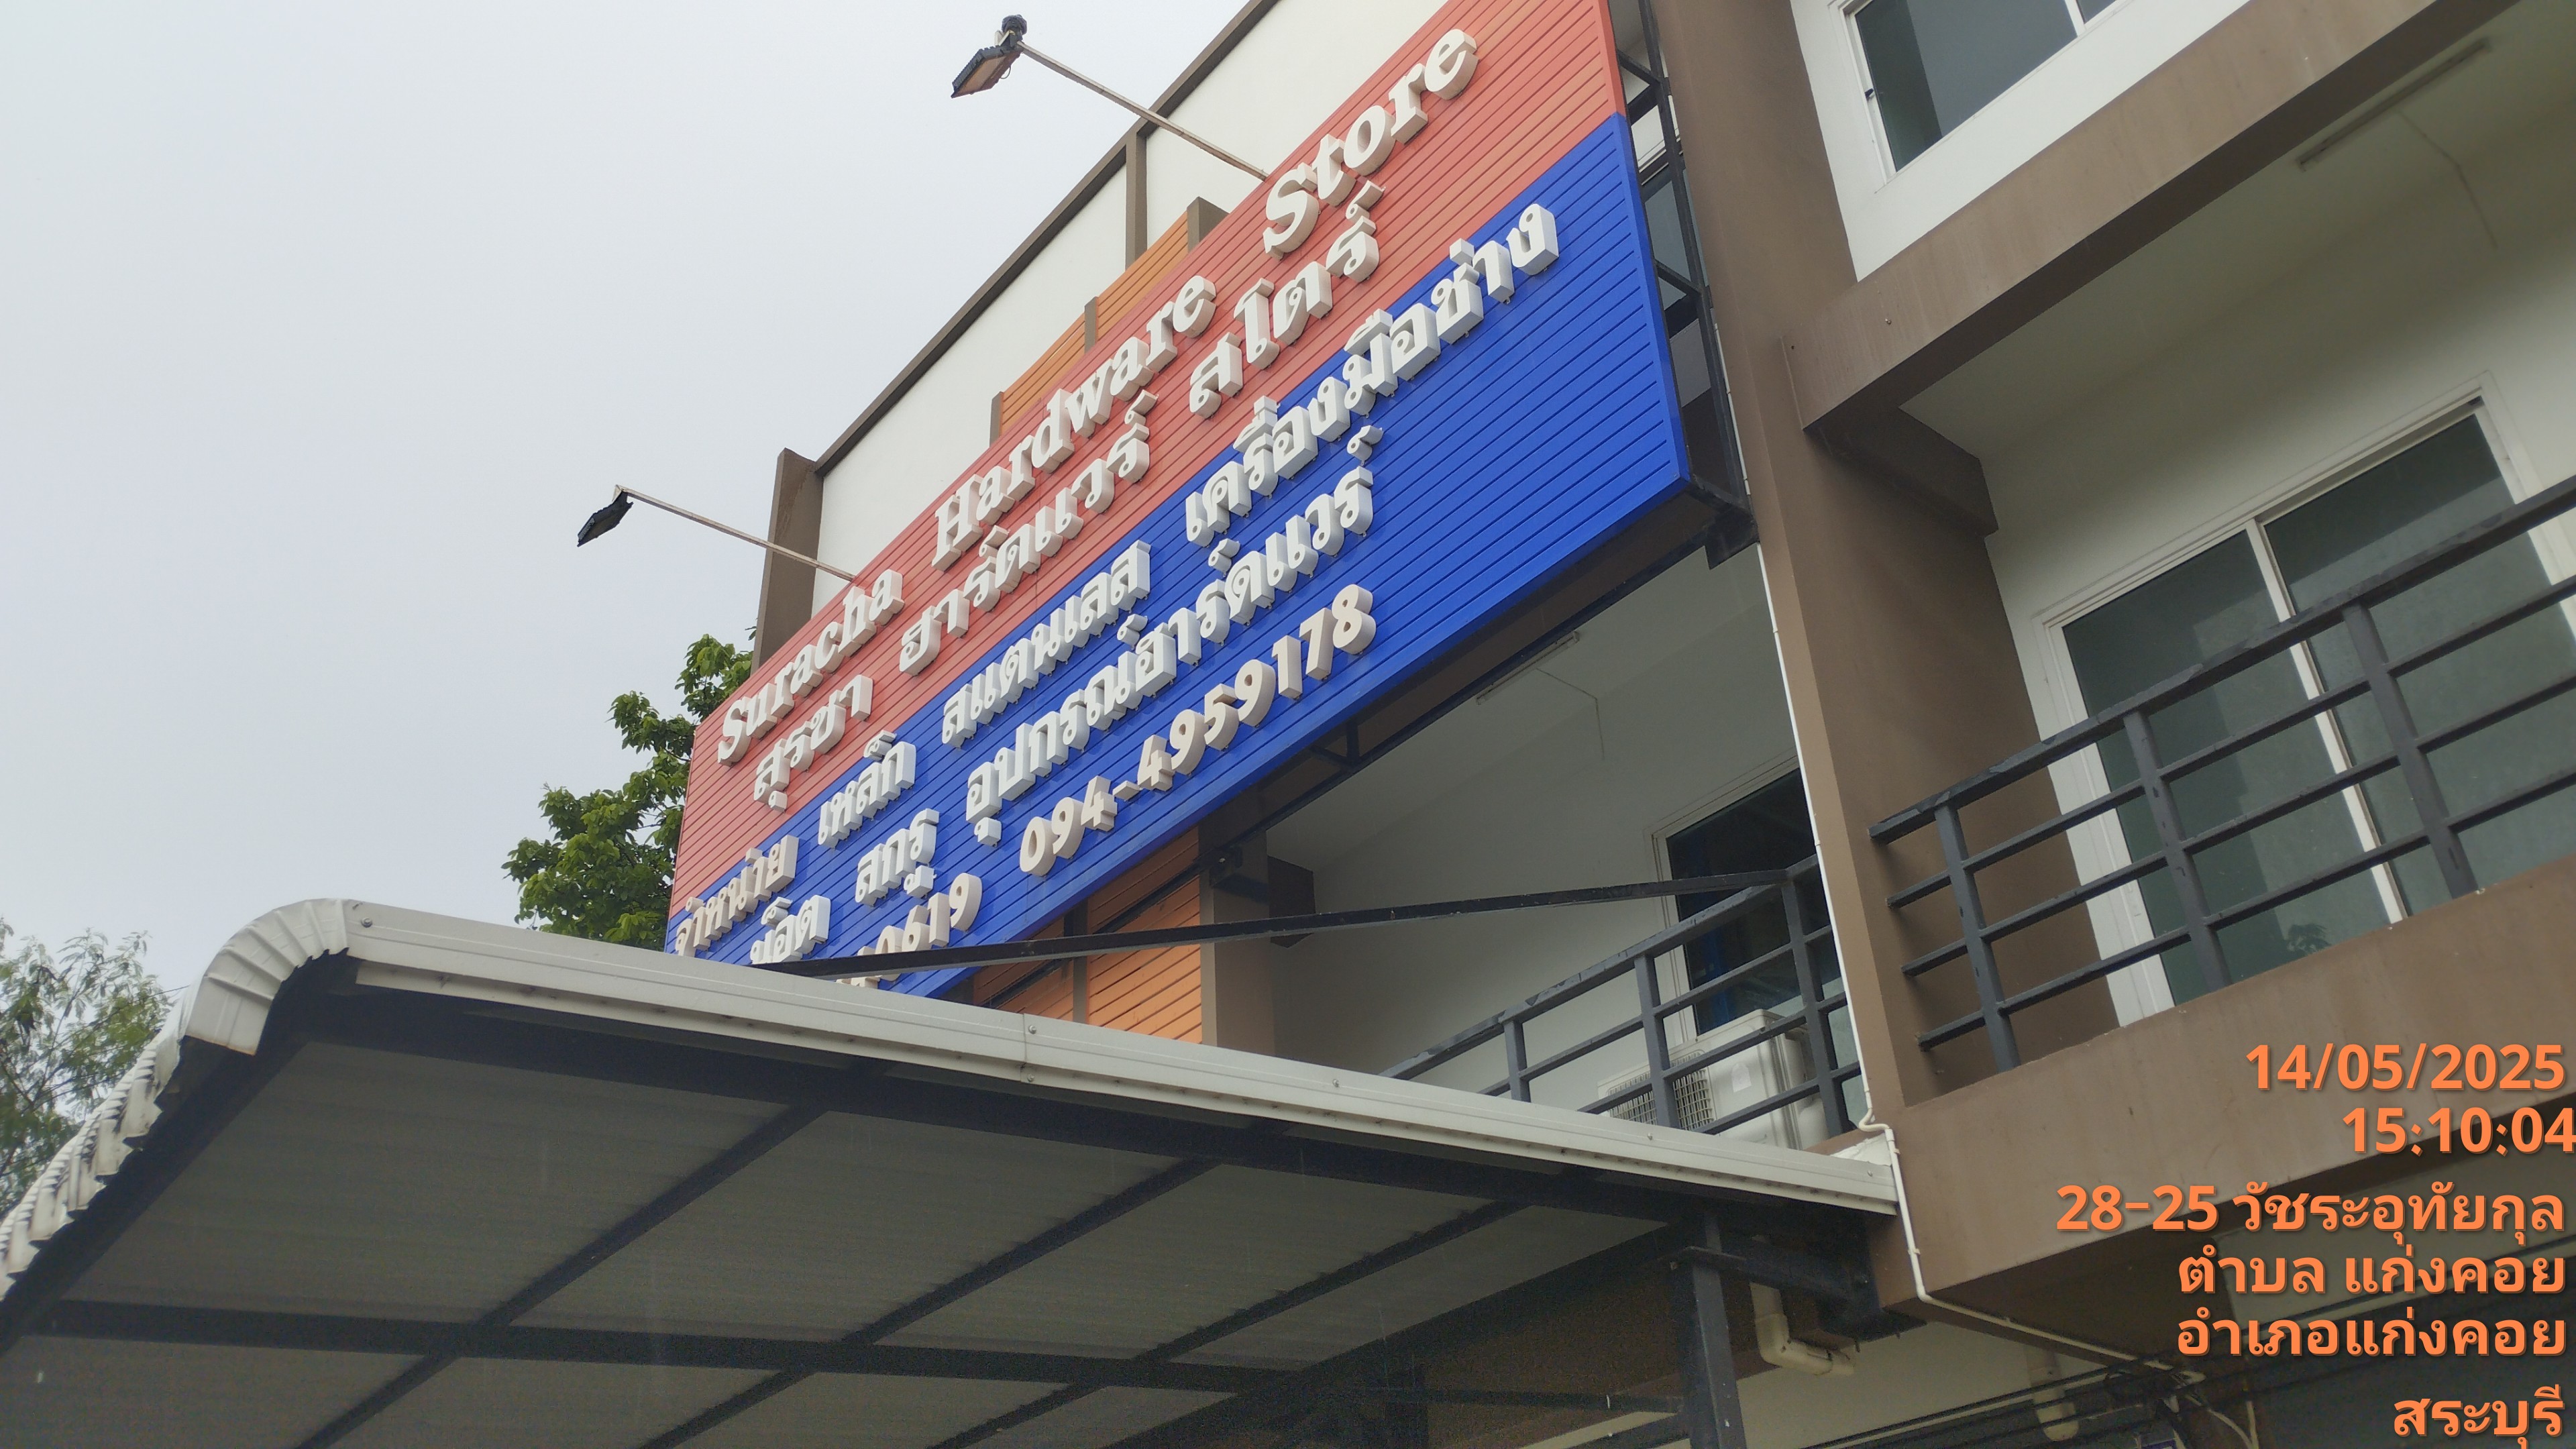 Suracha Hardware Store
สุรชา ฮาร์ดแวร์ สโตร์
จำหน่าย เหล็ก สแตนเลส เครื่องมือช่าง
น็อต สกรู อุปกรณ์ฮาร์ดแวร์
0619 094-4959178
14/05/2025
15:10:04
28-25 วัชระอุทัยกุล
ตำบล แก่งคอย
อำเภอแก่งคอย
สระบุรี